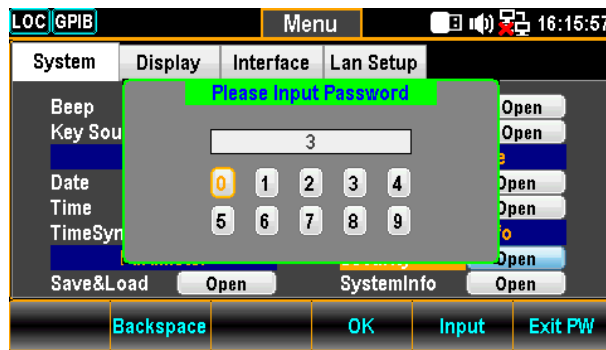 LOC GPIB Menu 16:15:57
System Display Interface Lan Setup
Please Input Password
Beep Open
Key Sou Open
3
Date 0 1 2 3 4 Open
Time Open
TimeSyn 5 6 7 8 9
Security Open
Save&Load Open SystemInfo Open
Backspace OK Input Exit PW